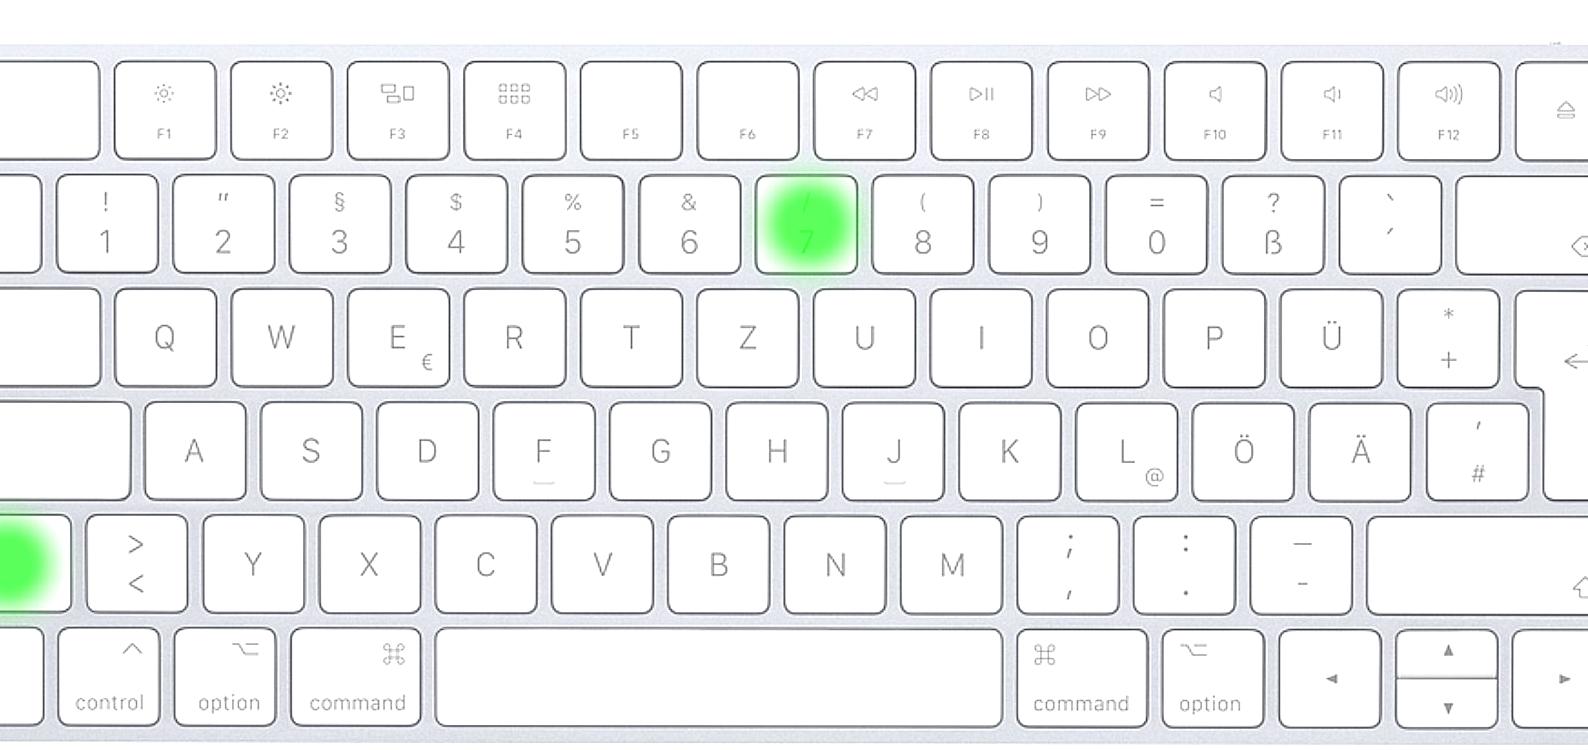 F1 F2 F3 F4 F5 F6 F7 F8 F9 F10 F11 F12
! " § $ % & / ( ) = ? `
1 2 3 4 5 6 7 8 9 0 ß ´
Q W E € R T Z U I O P Ü * +
A S D F G H J K L @ Ö Ä ' #
> < Y X C V B N M ; , : . — -
control option command command option